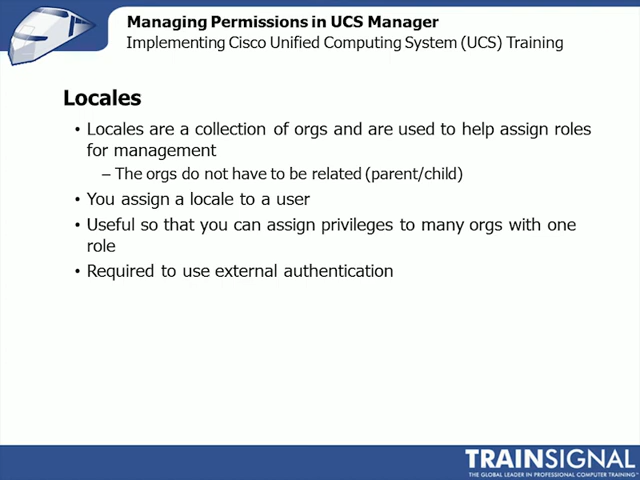 Managing Permissions in UCS Manager
Implementing Cisco Unified Computing System (UCS) Training
Locales
• Locales are a collection of orgs and are used to help assign roles
for management
– The orgs do not have to be related (parent/child)
• You assign a locale to a user
• Useful so that you can assign privileges to many orgs with one
role
• Required to use external authentication
TRAINSIGNAL
THE GLOBAL LEADER IN PROFESSIONAL COMPUTER TRAINING